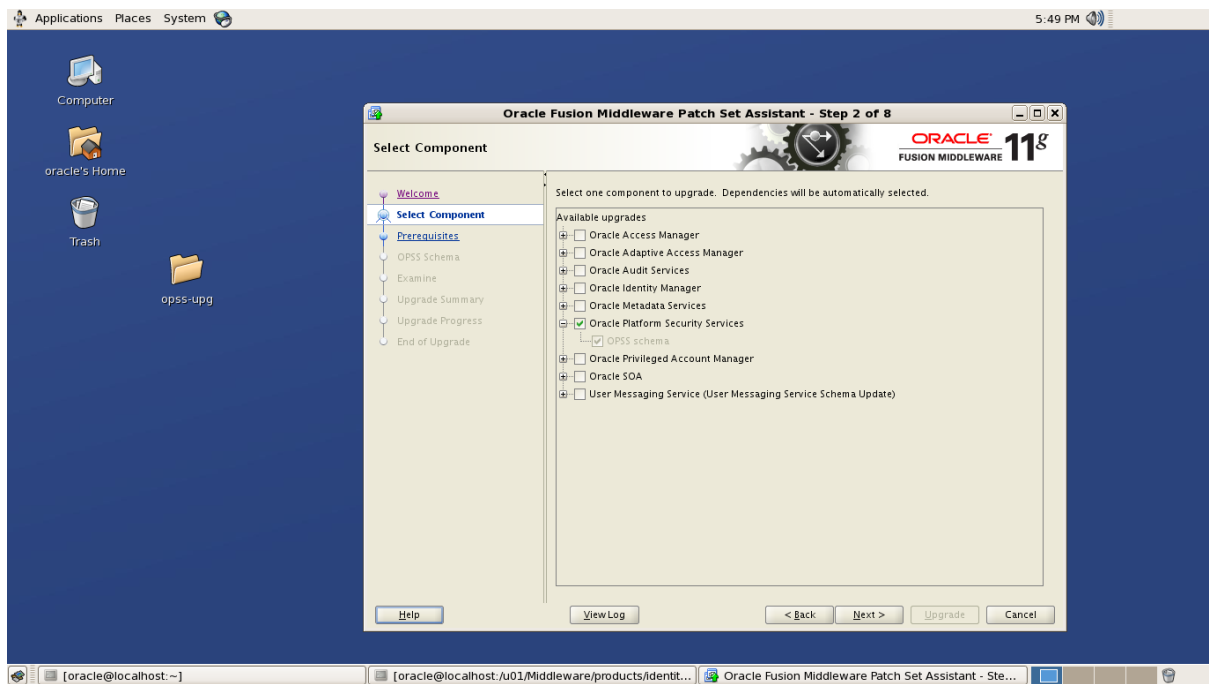 Applications Places System 5:49 PM
Computer
oracle's Home
Trash
opss-upg
Oracle Fusion Middleware Patch Set Assistant - Step 2 of 8
Select Component
ORACLE
FUSION MIDDLEWARE 11g
Welcome
Select Component
Prerequisites
OPSS Schema
Examine
Upgrade Summary
Upgrade Progress
End of Upgrade
Select one component to upgrade. Dependencies will be automatically selected.
Available upgrades
Oracle Access Manager
Oracle Adaptive Access Manager
Oracle Audit Services
Oracle Identity Manager
Oracle Metadata Services
Oracle Platform Security Services
OPSS schema
Oracle Privileged Account Manager
Oracle SOA
User Messaging Service (User Messaging Service Schema Update)
Help View Log < Back Next > Upgrade Cancel
[oracle@localhost:~] [oracle@localhost:/u01/Middleware/products/identit... Oracle Fusion Middleware Patch Set Assistant - Ste...